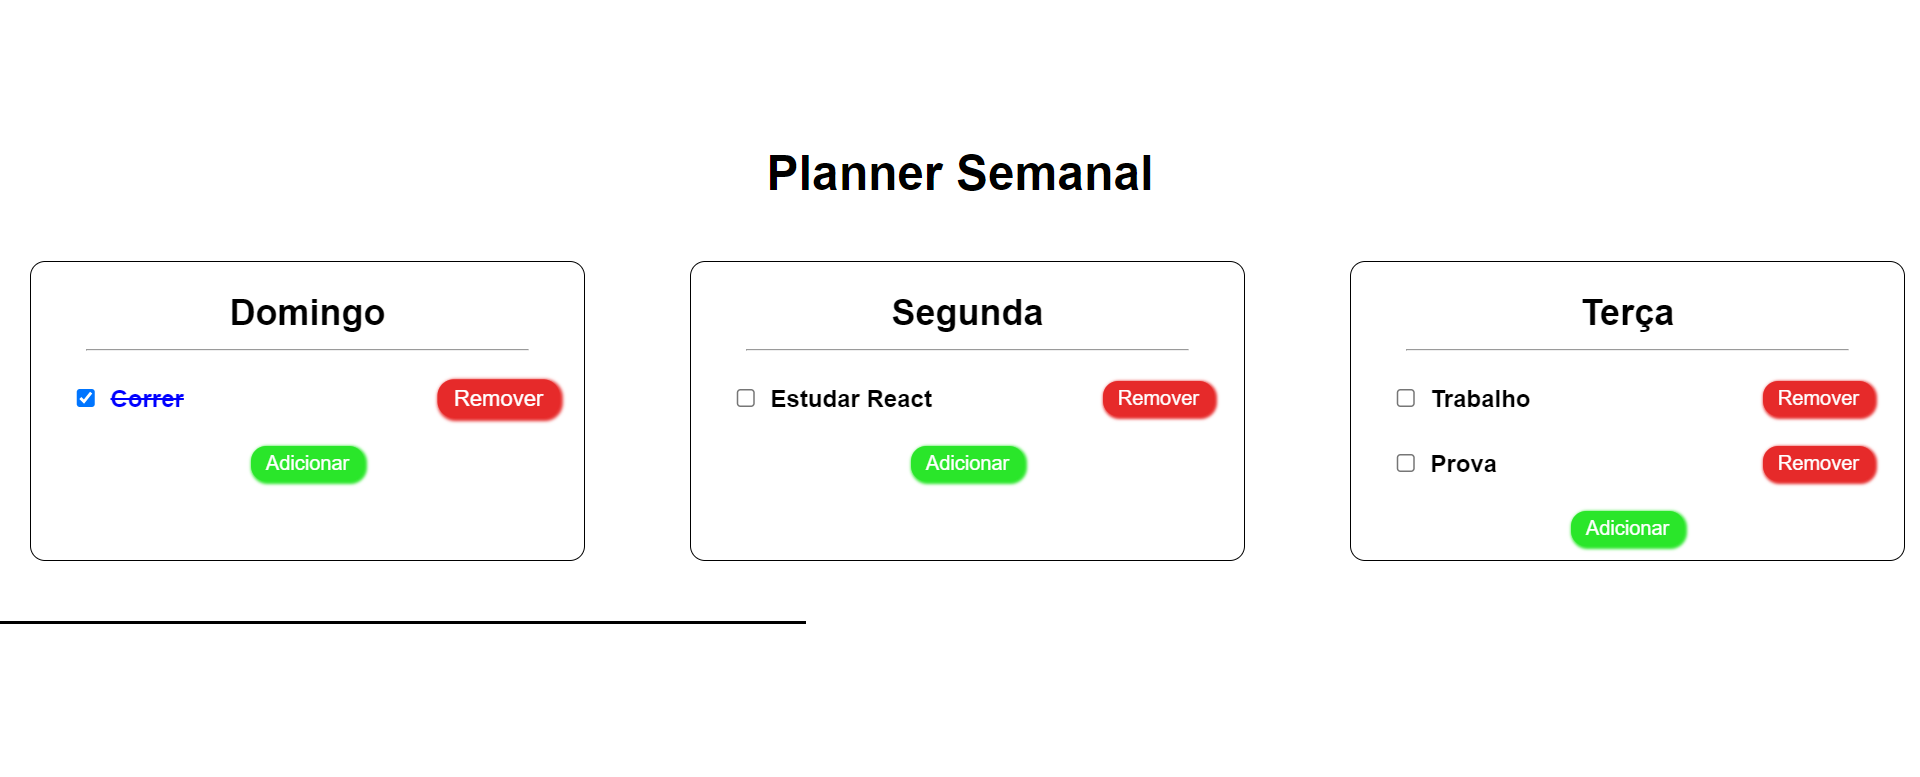 Planner Semanal
Domingo
Correr Remover
Adicionar
Segunda
Estudar React Remover
Adicionar
Terça
Trabalho Remover
Prova Remover
Adicionar